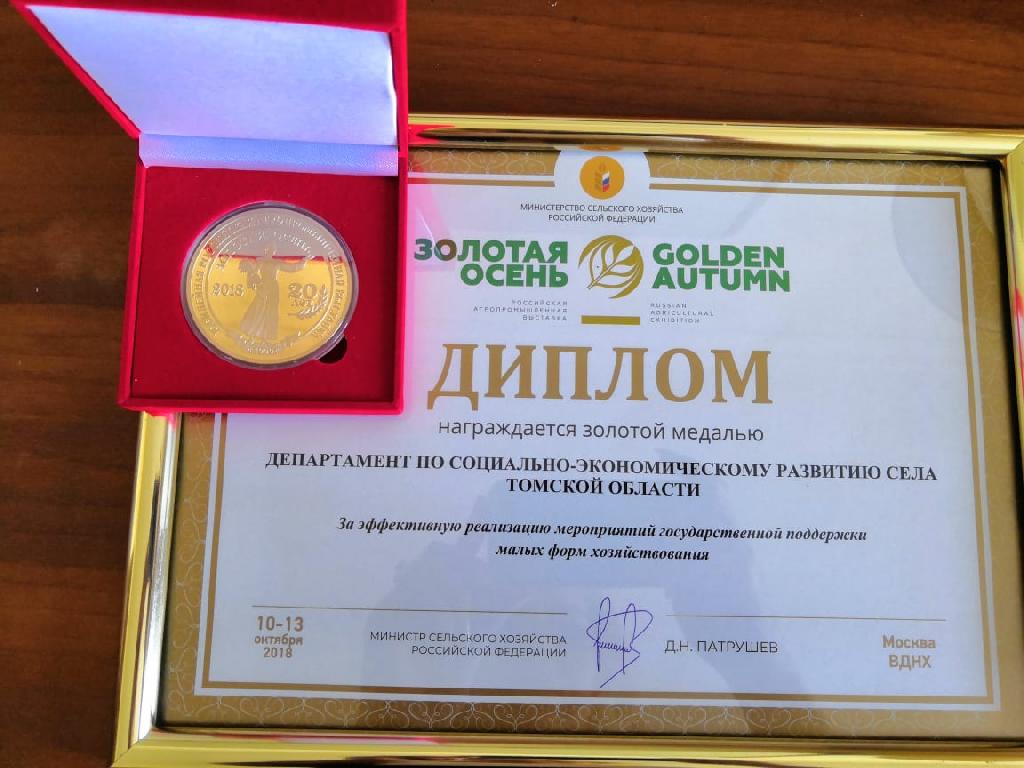 2018
20
ЛЕТ
МИНИСТЕРСТВО СЕЛЬСКОГО ХОЗЯЙСТВА
РОССИЙСКОЙ ФЕДЕРАЦИИ
ЗОЛОТАЯ
ОСЕНЬ
GOLDEN
AUTUMN
РОССИЙСКАЯ
АГРОПРОМЫШЛЕННАЯ
ВЫСТАВКА
RUSSIAN
AGRICULTURAL
EXHIBITION
ДИПЛОМ
награждается золотой медалью
ДЕПАРТАМЕНТ ПО СОЦИАЛЬНО-ЭКОНОМИЧЕСКОМУ РАЗВИТИЮ СЕЛА
ТОМСКОЙ ОБЛАСТИ
За эффективную реализацию мероприятий государственной поддержки
малых форм хозяйствования
10-13
октября
2018
МИНИСТР СЕЛЬСКОГО ХОЗЯЙСТВА
РОССИЙСКОЙ ФЕДЕРАЦИИ
Д.Н. ПАТРУШЕВ
Москва
ВДНХ